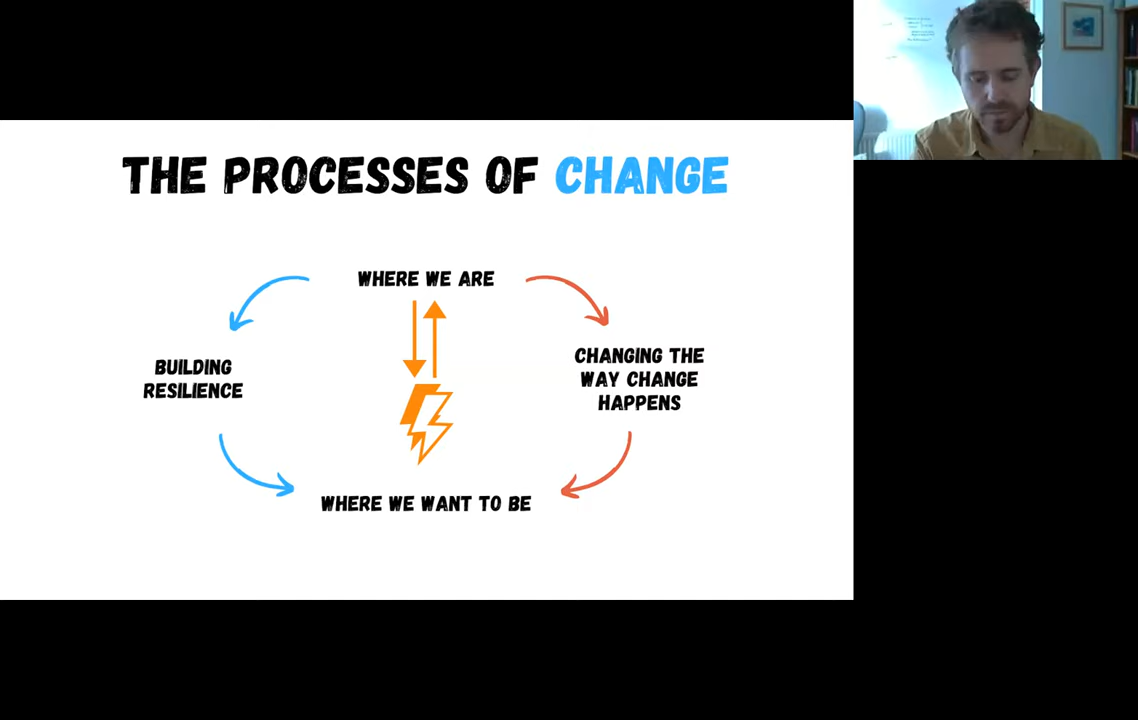 THE PROCESSES OF CHANGE
WHERE WE ARE
BUILDING
RESILIENCE
CHANGING THE
WAY CHANGE
HAPPENS
WHERE WE WANT TO BE